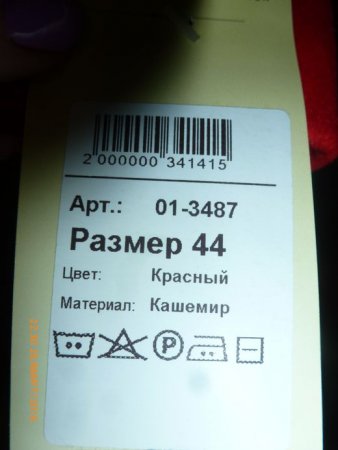 2 000000 341415
Арт.: 01-3487
Размер 44
Цвет: Красный
Материал: Кашемир
P